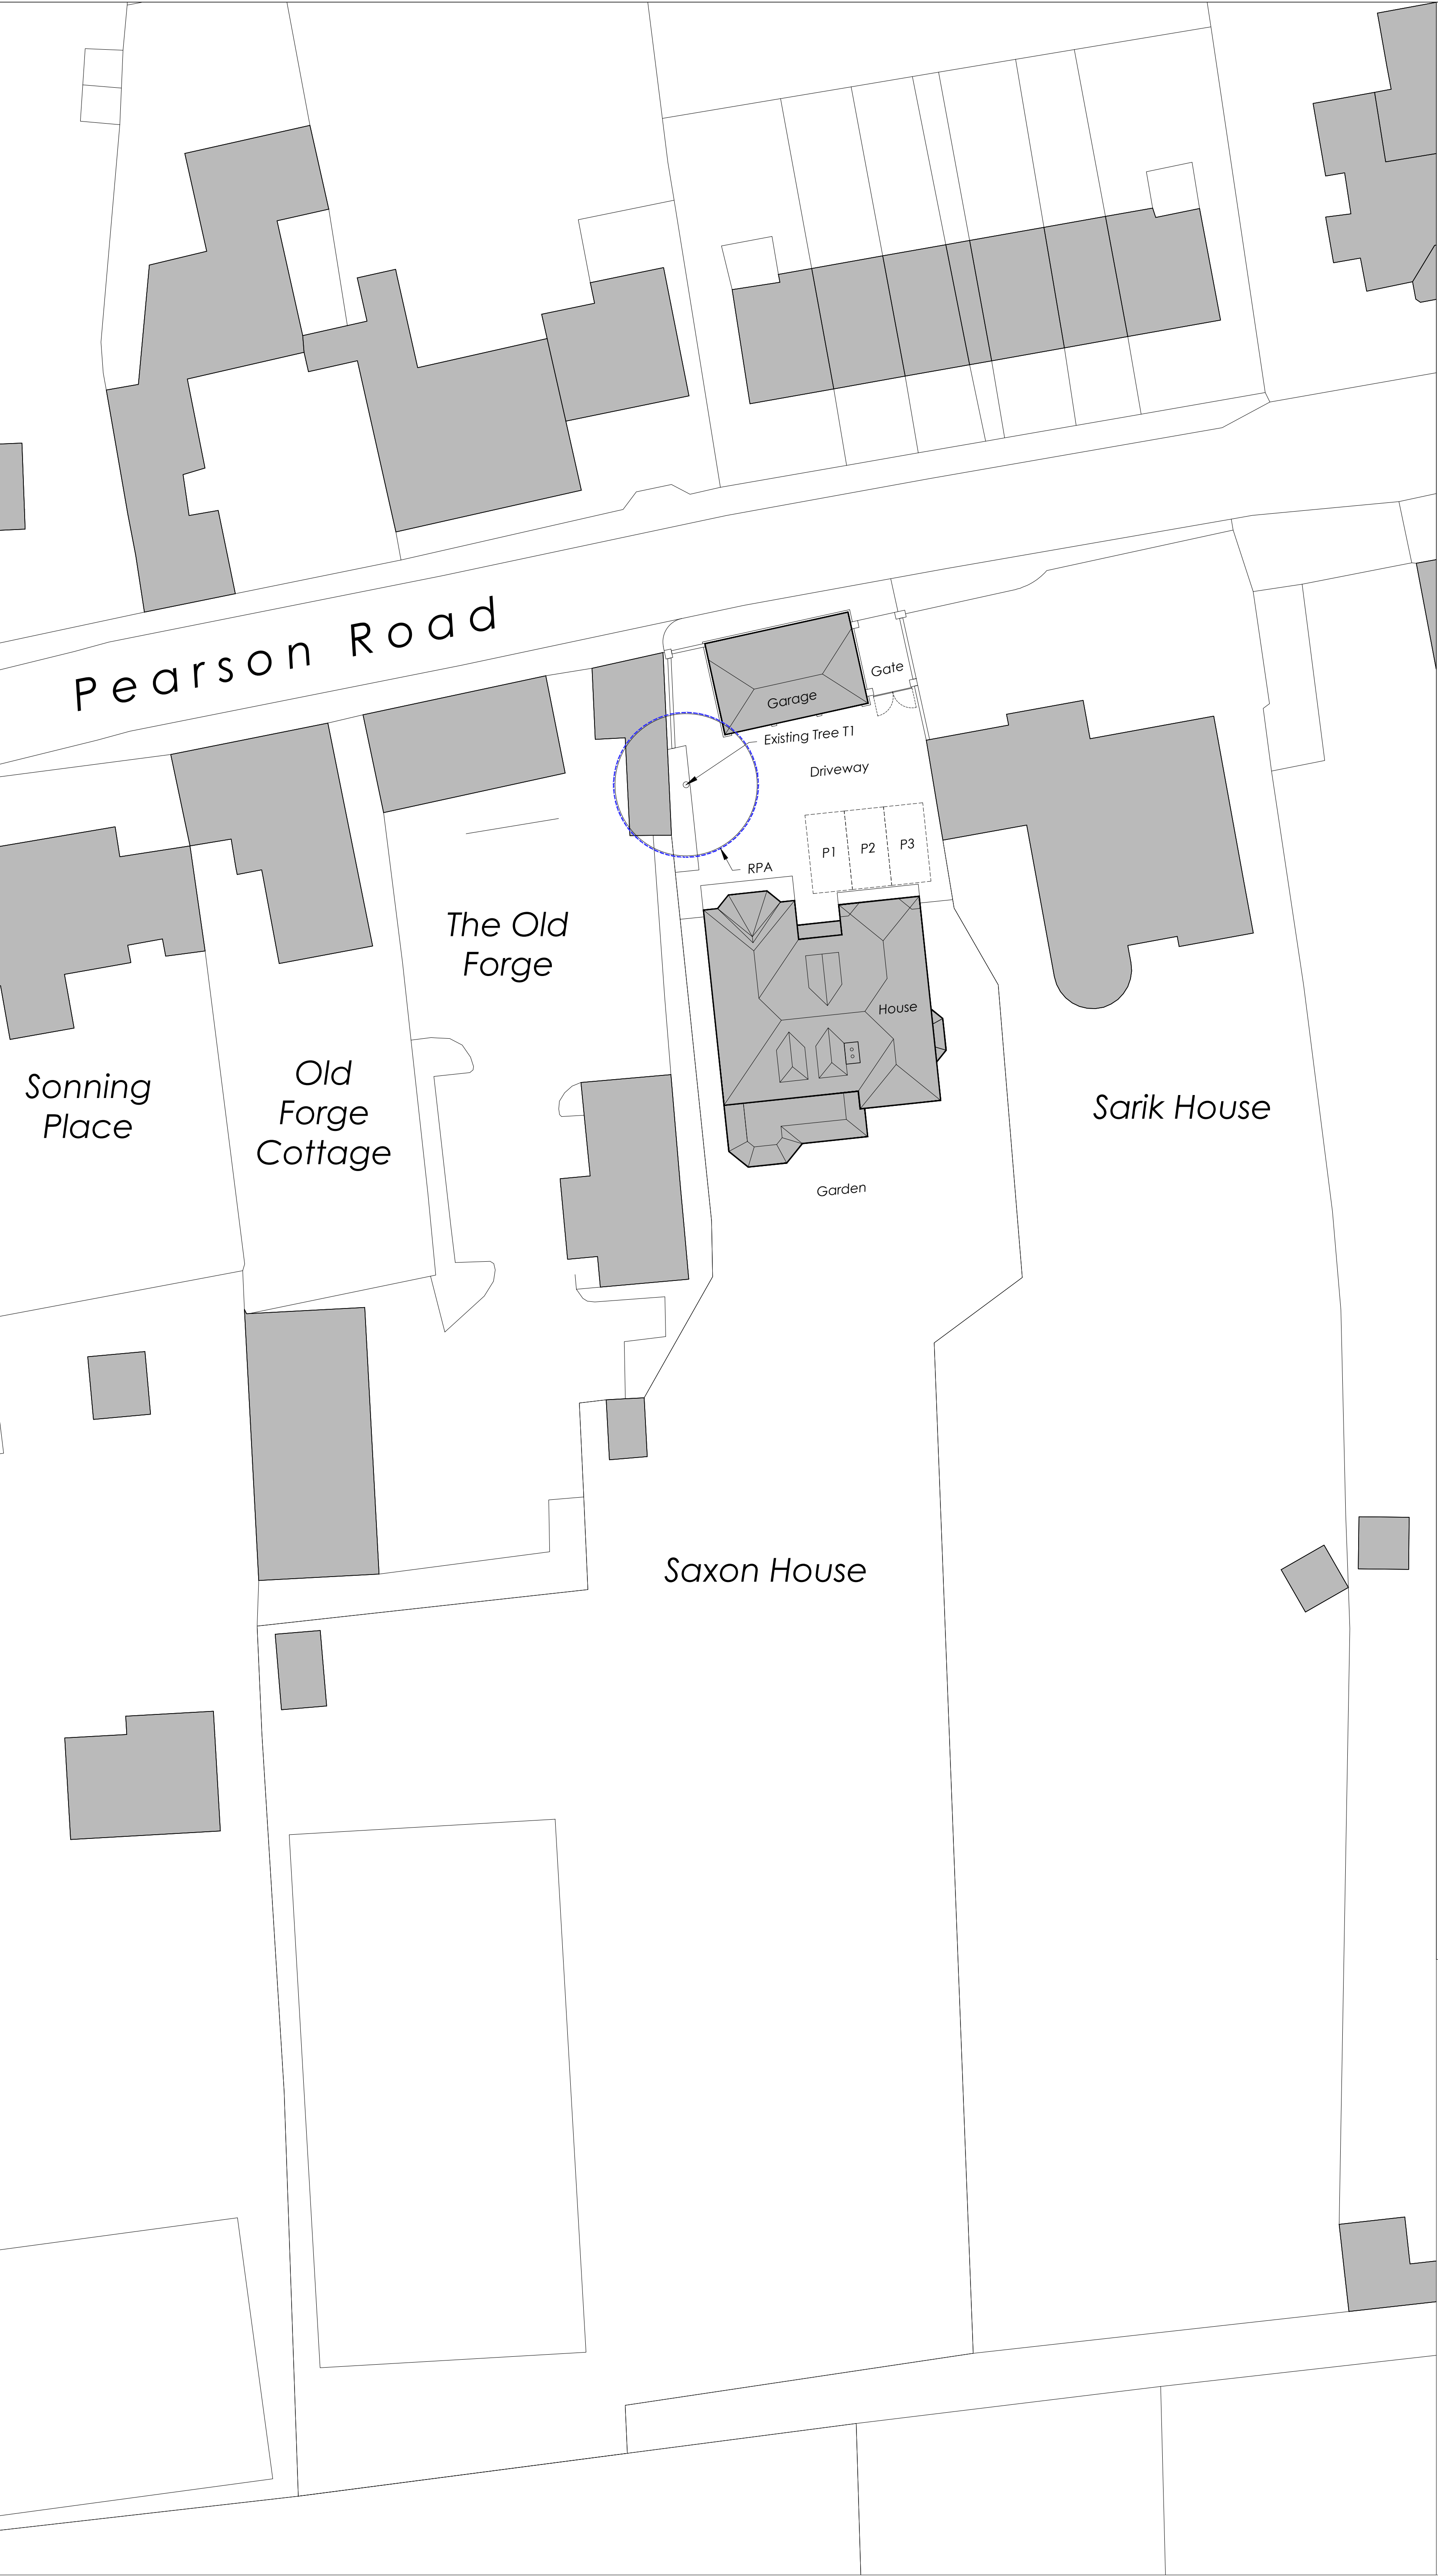 Pearson Road
Gate
Garage
Existing Tree T1
Driveway
P1
P2
P3
RPA
The Old
Forge
House
Sonning
Place
Old
Forge
Cottage
Sarik House
Garden
Saxon House